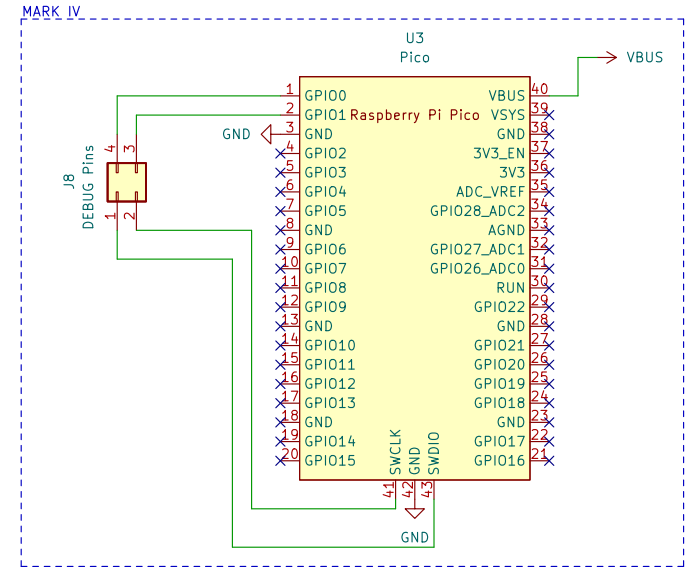 MARK IV
U3
Pico
VBUS
1 GPIO0 VBUS 40
2 GPIO1 Raspberry Pi Pico VSYS 39
GND 3 GND GND 38
4 GPIO2 3V3_EN 37
5 GPIO3 3V3 36
6 GPIO4 ADC_VREF 35
7 GPIO5 GPIO28_ADC2 34
8 GND AGND 33
9 GPIO6 GPIO27_ADC1 32
10 GPIO7 GPIO26_ADC0 31
11 GPIO8 RUN 30
12 GPIO9 GPIO22 29
13 GND GND 28
14 GPIO10 GPIO21 27
15 GPIO11 GPIO20 26
16 GPIO12 GPIO19 25
17 GPIO13 GPIO18 24
18 GND GND 23
19 GPIO14 GPIO17 22
20 GPIO15 GPIO16 21
J8
DEBUG Pins
4 3
1 2
SWCLK GND SWDIO
41 42 43
GND